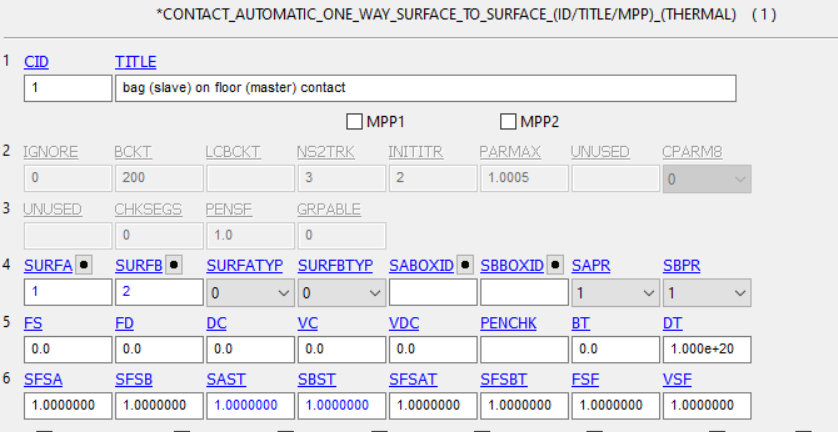 *CONTACT_AUTOMATIC_ONE_WAY_SURFACE_TO_SURFACE_(ID/TITLE/MPP)_(THERMAL) (1)
1 CID TITLE
1 bag (slave) on floor (master) contact
MPP1 MPP2
2 IGNORE BCKT LCBCKT NS2TRK INITITR PARMAX UNUSED CPARM8
0 200 3 2 1.0005 0
3 UNUSED CHKSEGS PENSF GRPABLE
0 1.0 0
4 SURFA SURFB SURFATYP SURFBTYP SABOXID SBBOXID SAPR SBPR
1 2 0 0 1 1
5 FS FD DC VC VDC PENCHK BT DT
0.0 0.0 0.0 0.0 0.0 0.0 1.000e+20
6 SFSA SFSB SAST SBST SFSAT SFSBT FSF VSF
1.0000000 1.0000000 1.0000000 1.0000000 1.0000000 1.0000000 1.0000000 1.0000000